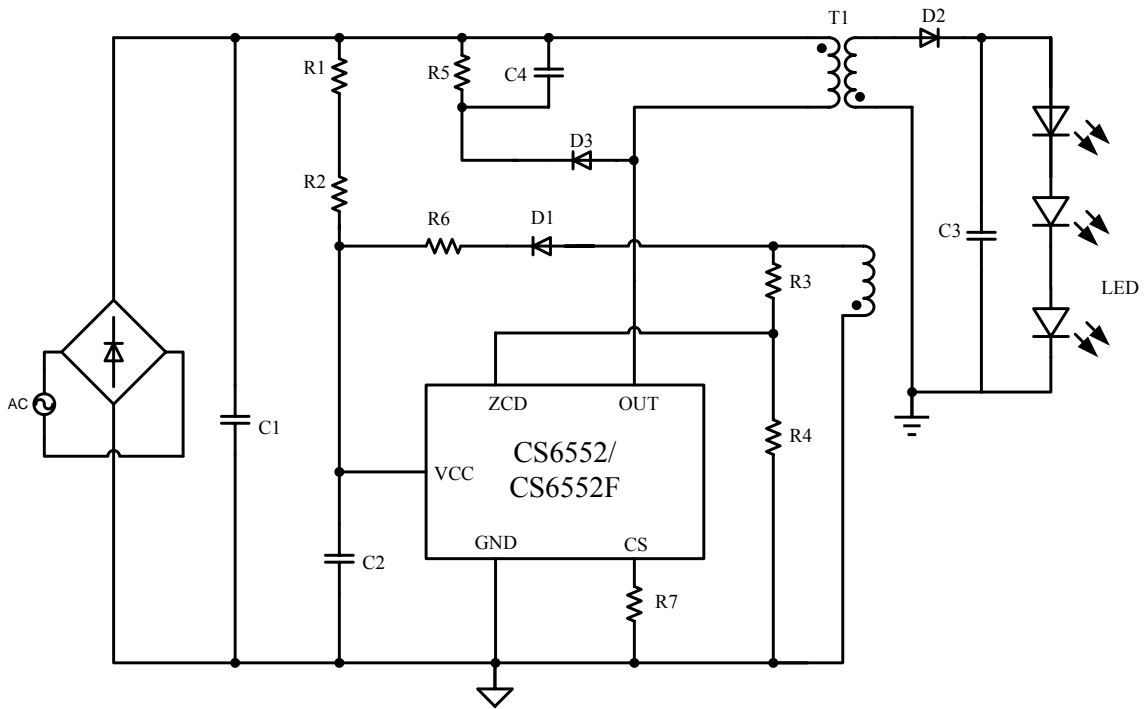 T1
D2
R1
R5
C4
D3
R2
R6
D1
R3
C3
LED
AC
C1
ZCD
OUT
R4
CS6552/
CS6552F
VCC
GND
CS
C2
R7